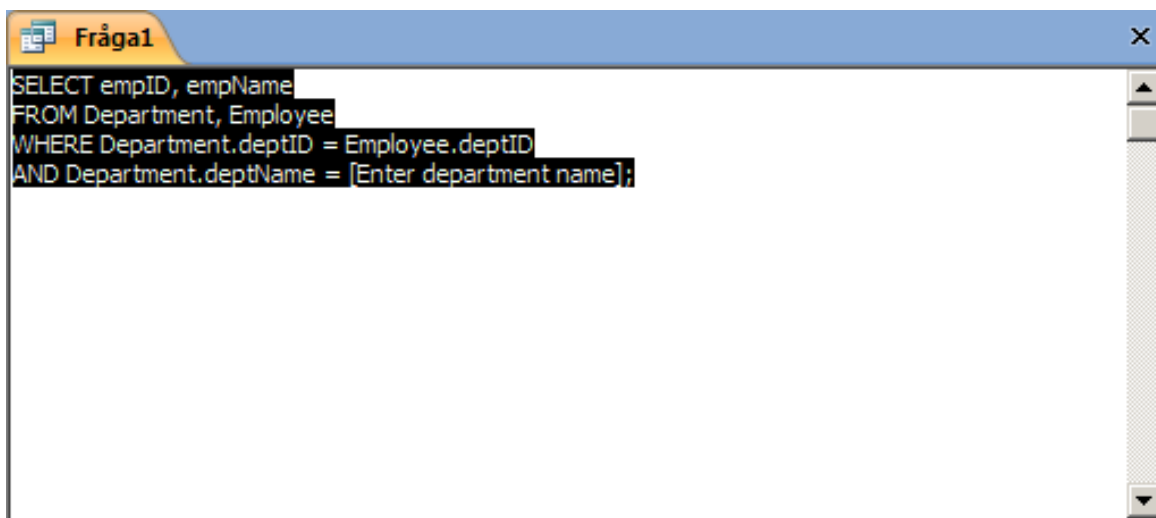 Fråga1
SELECT empID, empName
FROM Department, Employee
WHERE Department.deptID = Employee.deptID
AND Department.deptName = [Enter department name];